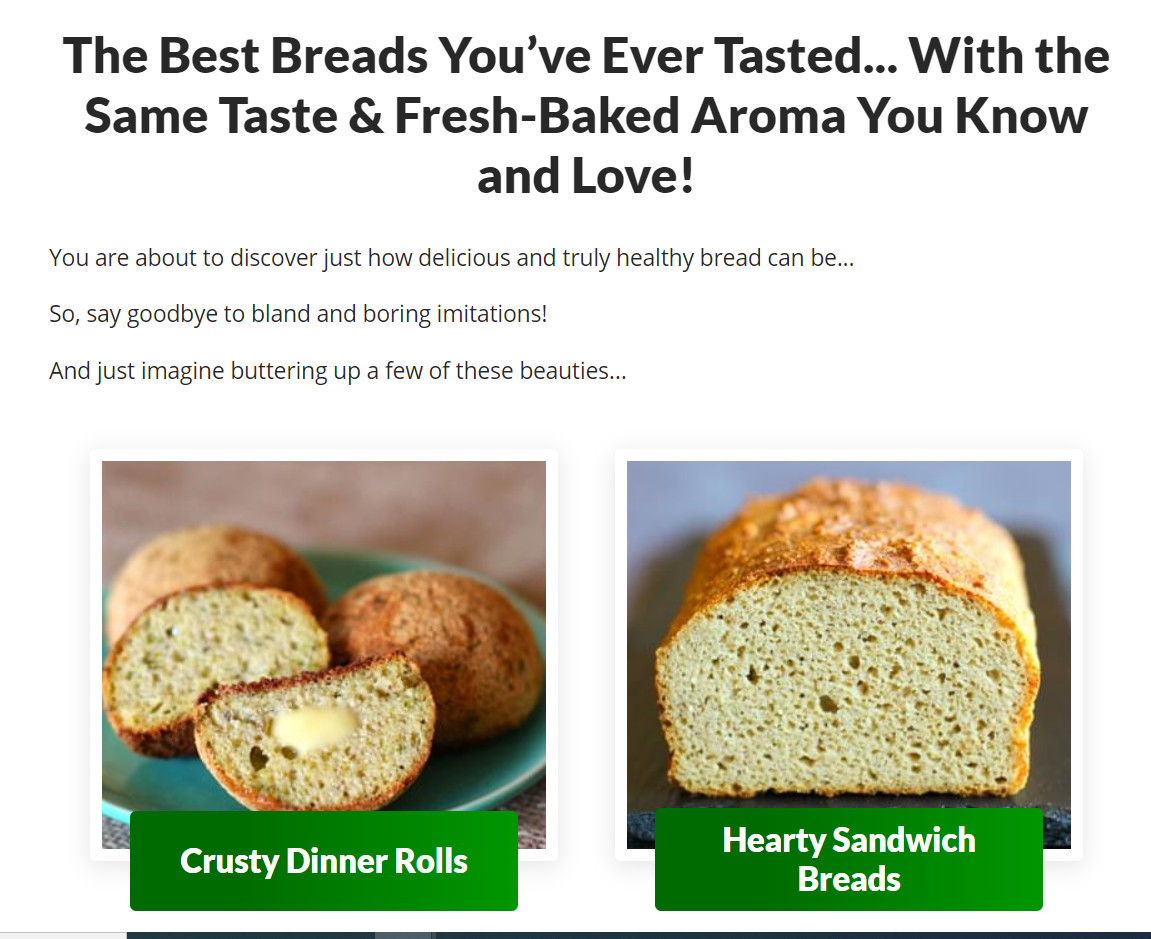 The Best Breads You’ve Ever Tasted... With the
Same Taste & Fresh-Baked Aroma You Know
and Love!
You are about to discover just how delicious and truly healthy bread can be...
So, say goodbye to bland and boring imitations!
And just imagine buttering up a few of these beauties...
Crusty Dinner Rolls
Hearty Sandwich
Breads